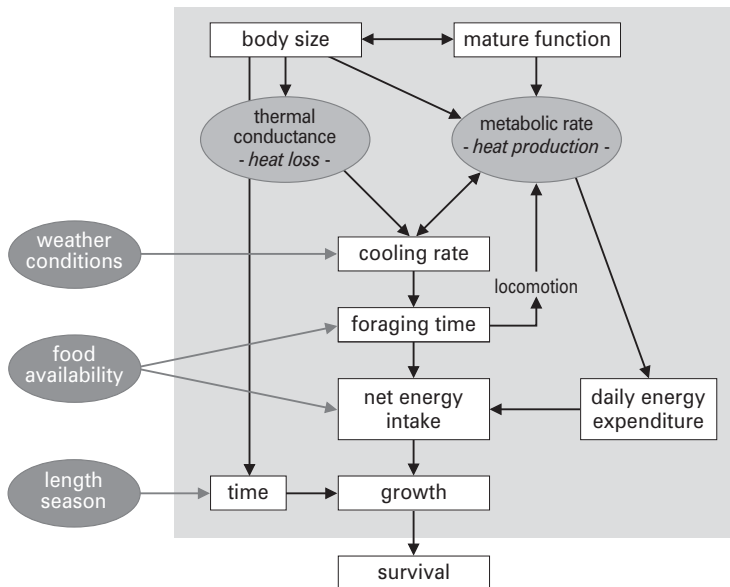 body size
mature function
thermal
conductance
- heat loss -
metabolic rate
- heat production -
weather
conditions
cooling rate
locomotion
foraging time
food
availability
net energy
intake
daily energy
expenditure
length
season
time
growth
survival